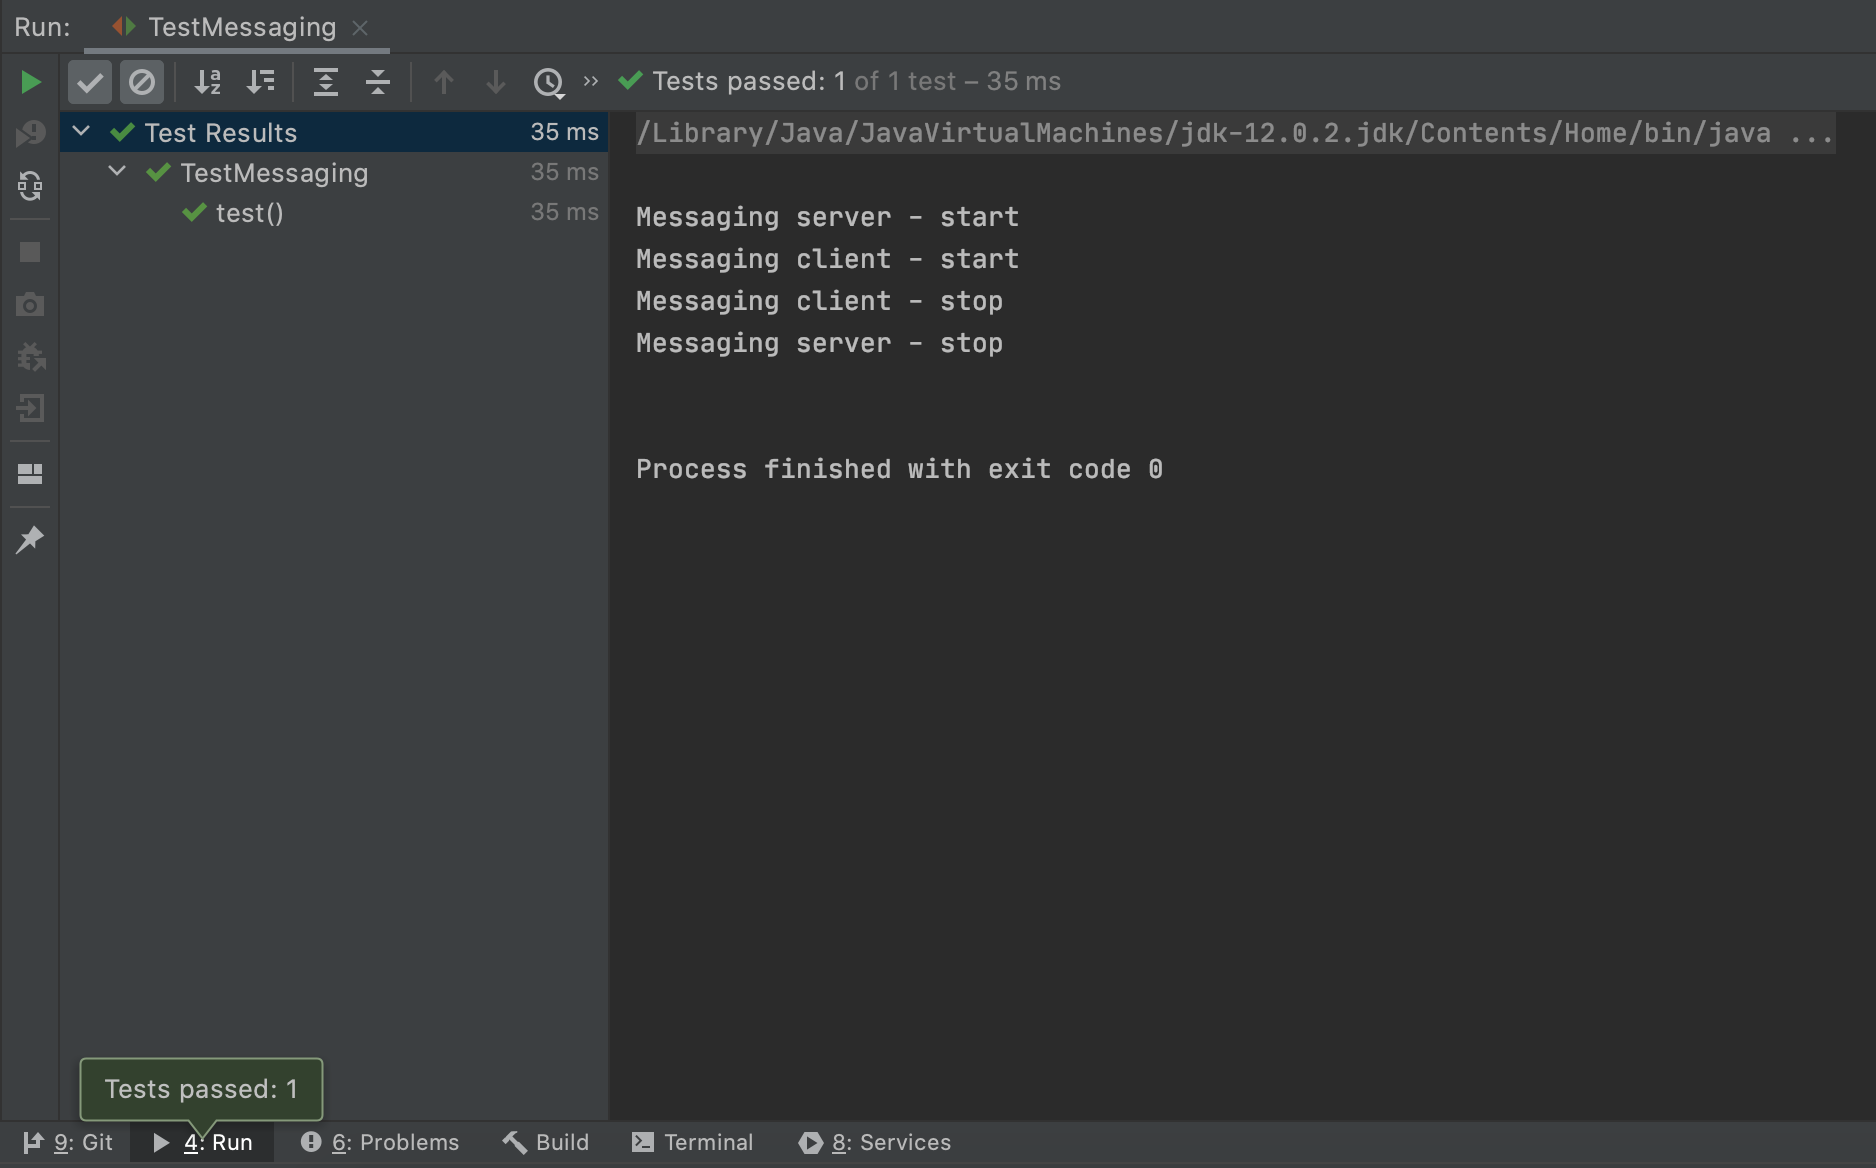 Run: TestMessaging
Tests passed: 1 of 1 test – 35 ms
Test Results 35 ms
TestMessaging 35 ms
test() 35 ms
/Library/Java/JavaVirtualMachines/jdk-12.0.2.jdk/Contents/Home/bin/java ...
Messaging server - start
Messaging client - start
Messaging client - stop
Messaging server - stop
Process finished with exit code 0
Tests passed: 1
9: Git 4: Run 6: Problems Build Terminal 8: Services